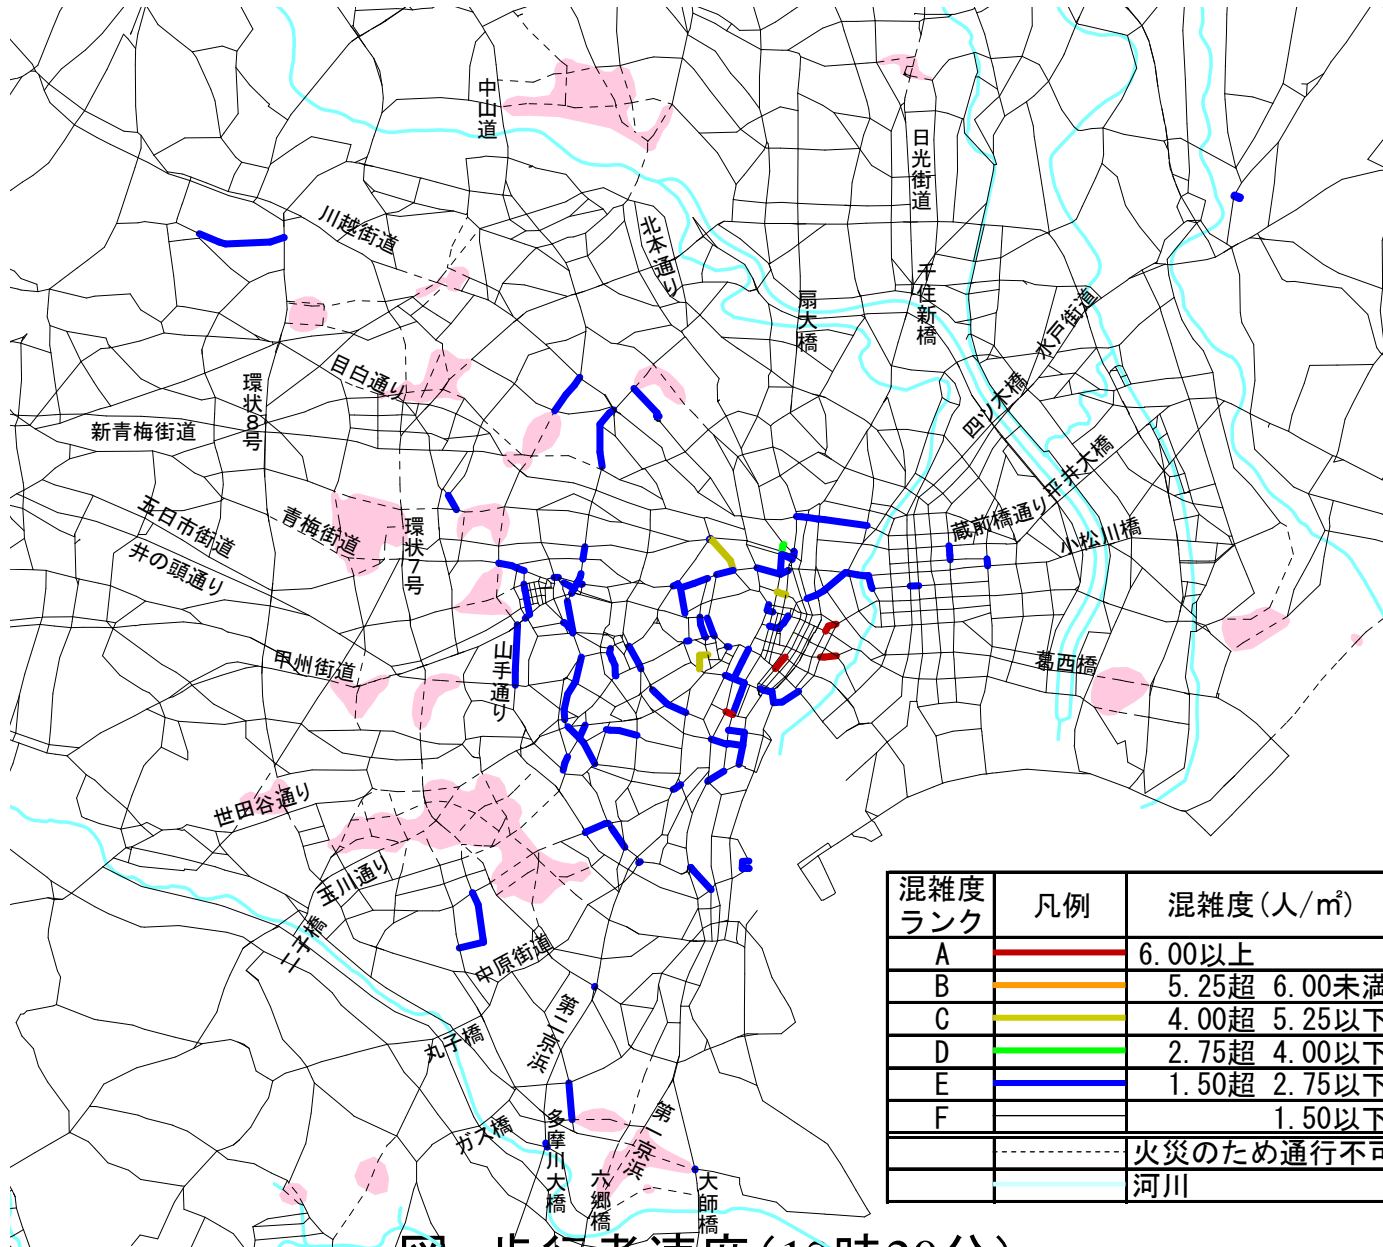 中山道
日光街道
川越街道
北本通り
千住新橋
扇大橋
水戸街道
目白通り
環状8号
四ツ木橋
新青梅街道
平井大橋
五日市街道
青梅街道
環状7号
蔵前橋通り
小松川橋
井の頭通り
甲州街道
山手通り
葛西橋
世田谷通り
玉川通り
二子橋
中原街道
第二京浜
丸子橋
ガス橋
多摩川大橋
第一京浜
六郷橋
大師橋
混雑度ランク 凡例 混雑度(人/㎡)
A 6.00以上
B 5.25超 6.00未満
C 4.00超 5.25以下
D 2.75超 4.00以下
E 1.50超 2.75以下
F 1.50以下
火災のため通行不可
河川